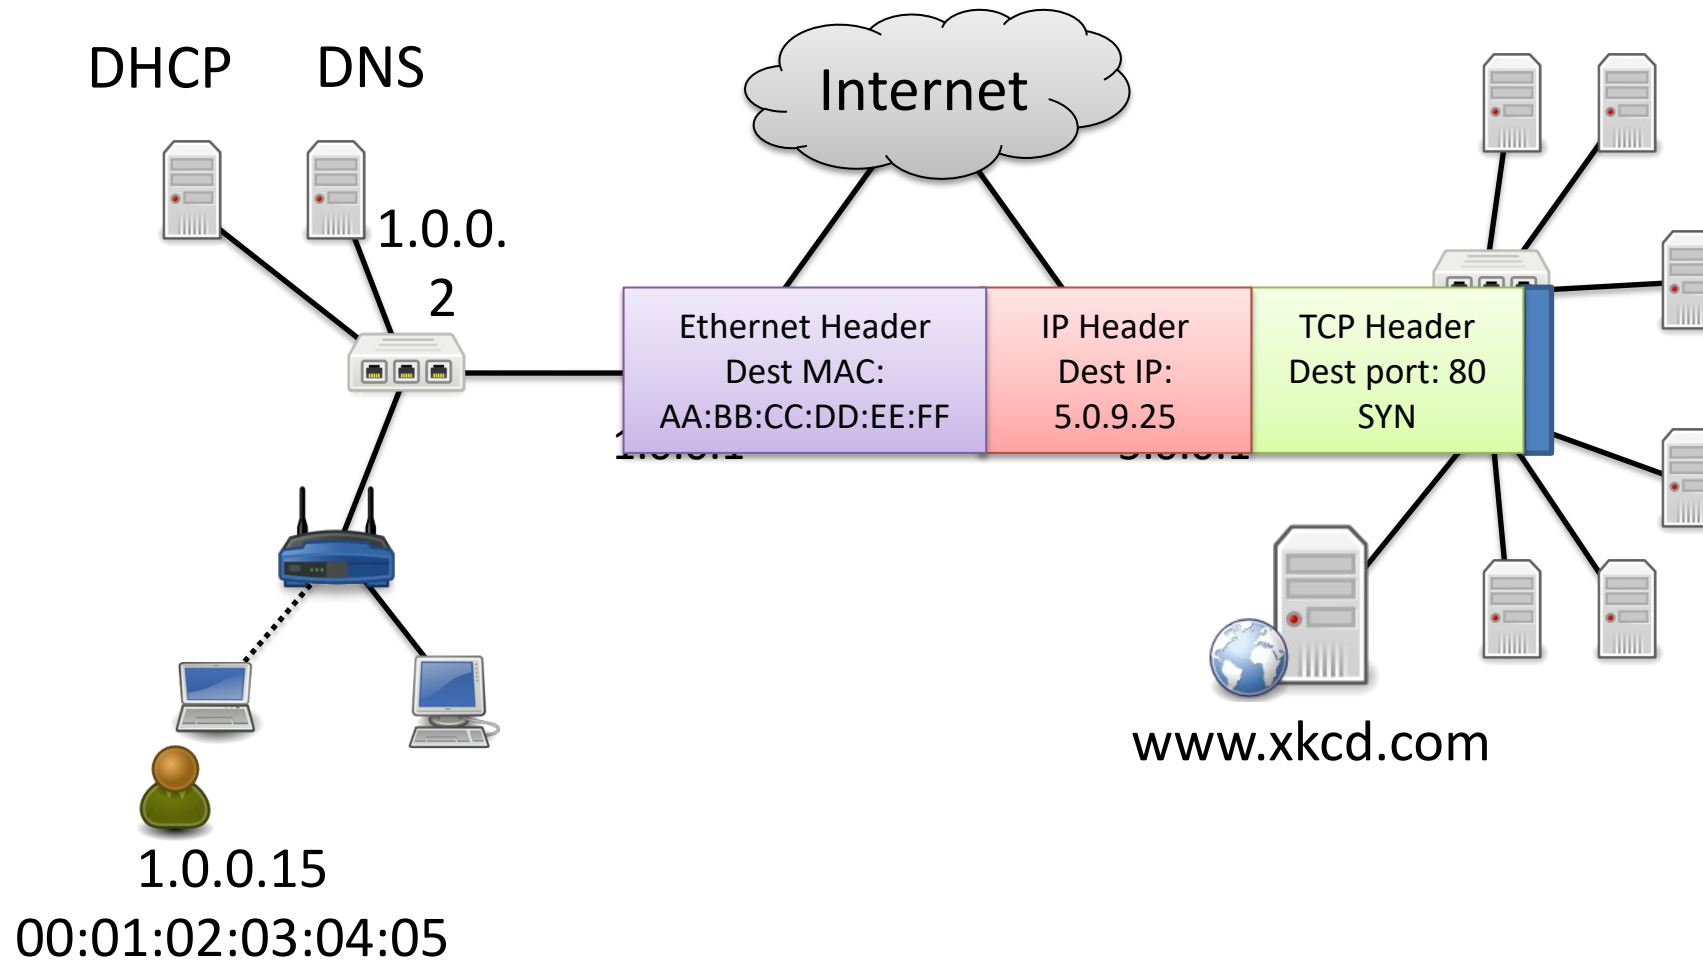 DHCP
DNS
Internet
1.0.0.
2
Ethernet Header
Dest MAC:
AA:BB:CC:DD:EE:FF
IP Header
Dest IP:
5.0.9.25
TCP Header
Dest port: 80
SYN
www.xkcd.com
1.0.0.15
00:01:02:03:04:05